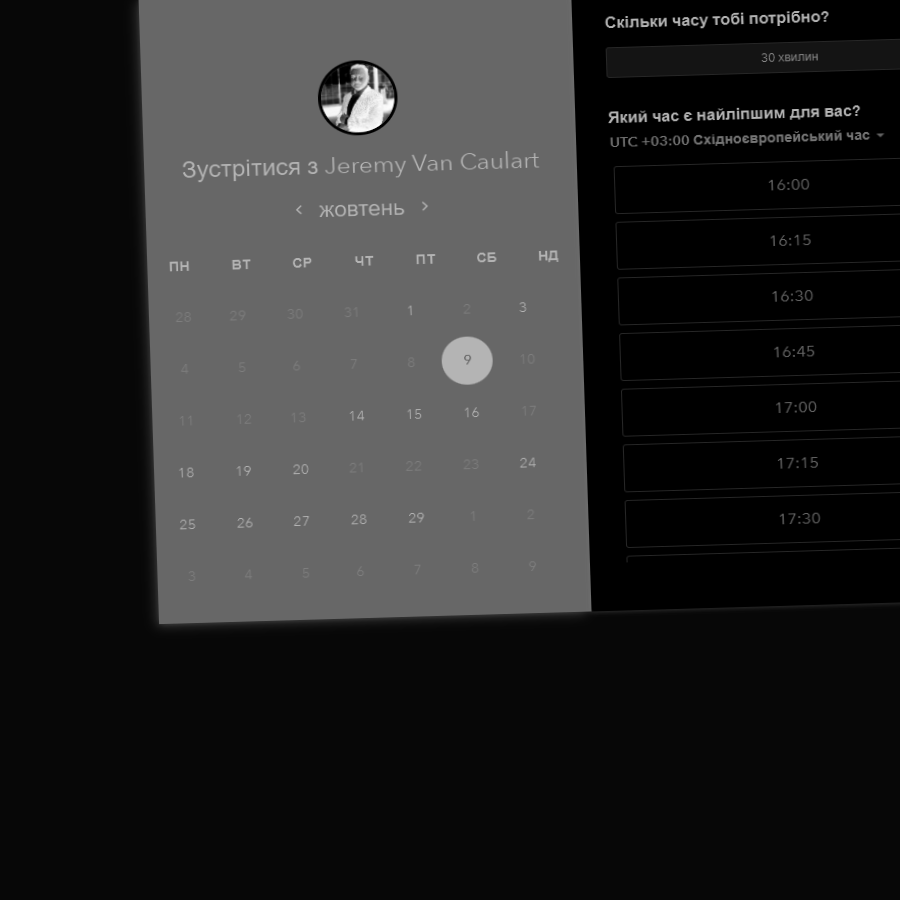 Зустрітися з Jeremy Van Caulart
жовтень
ПН ВТ СР ЧТ ПТ СБ НД
28 29 30 31 1 2 3
4 5 6 7 8 9 10
11 12 13 14 15 16 17
18 19 20 21 22 23 24
25 26 27 28 29 1 2
3 4 5 6 7 8 9
Скільки часу тобі потрібно?
30 хвилин
Який час є найліпшим для вас?
UTC +03:00 Східноєвропейський час
16:00
16:15
16:30
16:45
17:00
17:15
17:30